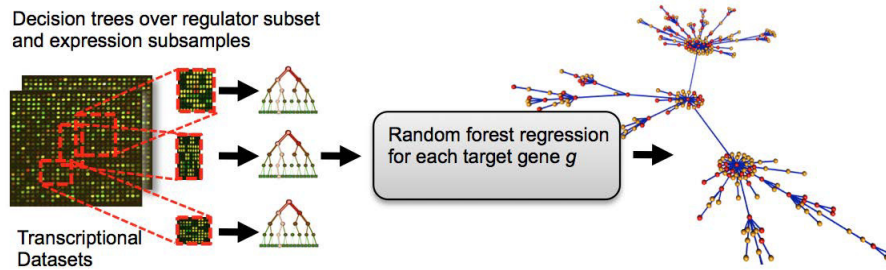 Decision trees over regulator subset
and expression subsamples
Random forest regression
for each target gene g
Transcriptional
Datasets